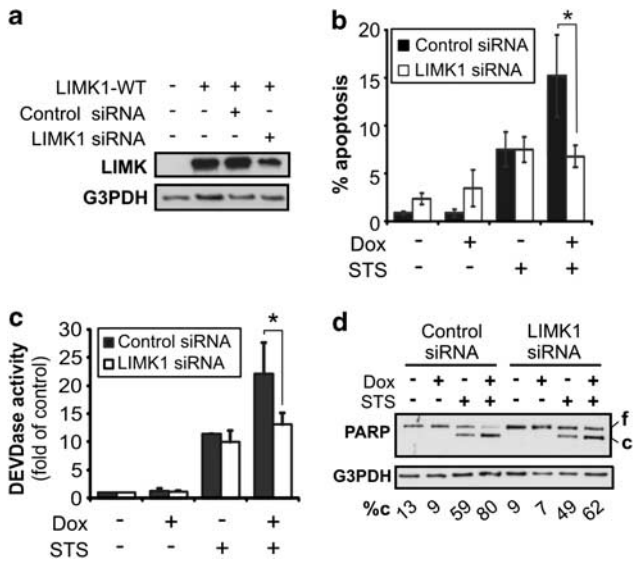 a
LIMK1-WT - + + +
Control siRNA - - + -
LIMK1 siRNA - - - +
LIMK
G3PDH
b
20
15
10
5
0
% apoptosis
Control siRNA
LIMK1 siRNA
*
Dox - + - +
STS - - + +
c
30
25
20
15
10
5
0
DEVDase activity
(fold of control)
Control siRNA
LIMK1 siRNA
*
Dox - + - +
STS - - + +
d
Control siRNA
LIMK1 siRNA
Dox - + - + - + - +
STS - - + + - - + +
PARP
f
c
G3PDH
%c 13 9 59 80 9 7 49 62